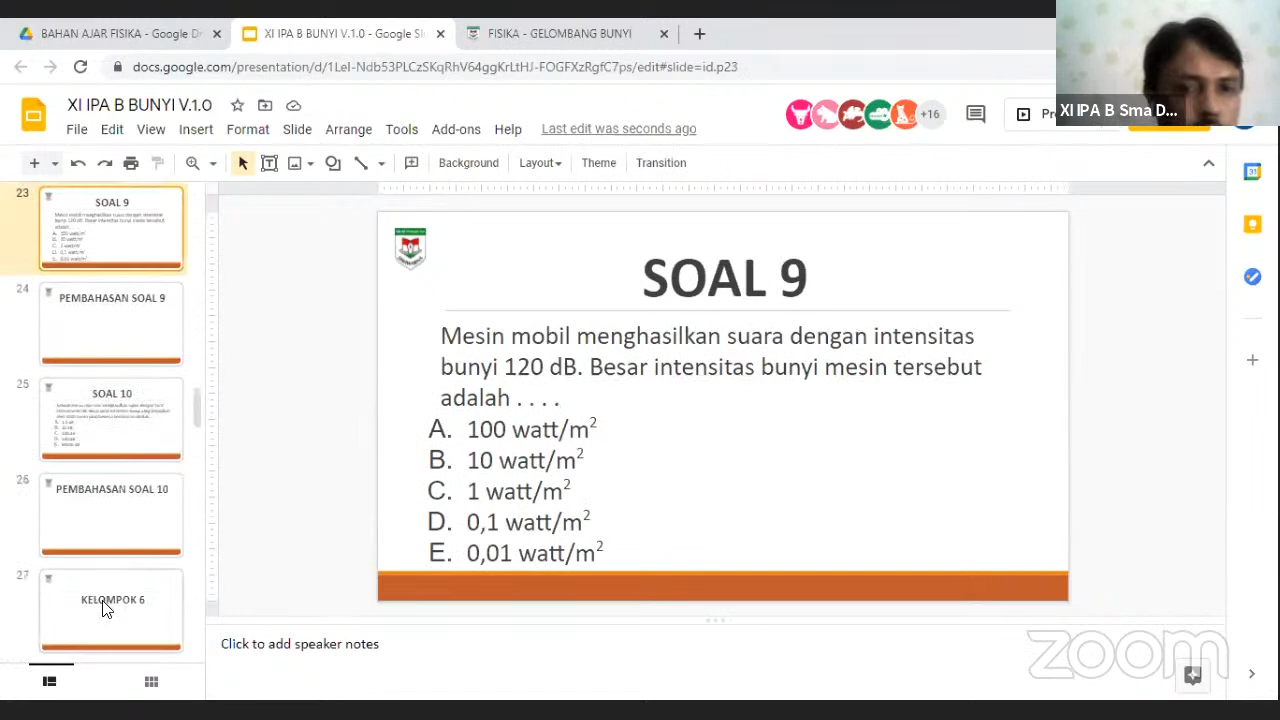 BAHAN AJAR FISIKA - Google Dr
XI IPA B BUNYI V.1.0 - Google Sli
FISIKA - GELOMBANG BUNYI
docs.google.com/presentation/d/1LeI-Ndb53PLCzSKqRhV64ggKrLtHJ-FOGFXzRgfC7ps/edit#slide=id.p23
XI IPA B Sma D...
XI IPA B BUNYI V.1.0
File Edit View Insert Format Slide Arrange Tools Add-ons Help Last edit was seconds ago
+16
Background Layout Theme Transition
31
23
SOAL 9
24
PEMBAHASAN SOAL 9
25
SOAL 10
26
PEMBAHASAN SOAL 10
27
KELOMPOK 6
SOAL 9
Mesin mobil menghasilkan suara dengan intensitas
bunyi 120 dB. Besar intensitas bunyi mesin tersebut
adalah . . . .
A. 100 watt/m²
B. 10 watt/m²
C. 1 watt/m²
D. 0,1 watt/m²
E. 0,01 watt/m²
Click to add speaker notes
zoom